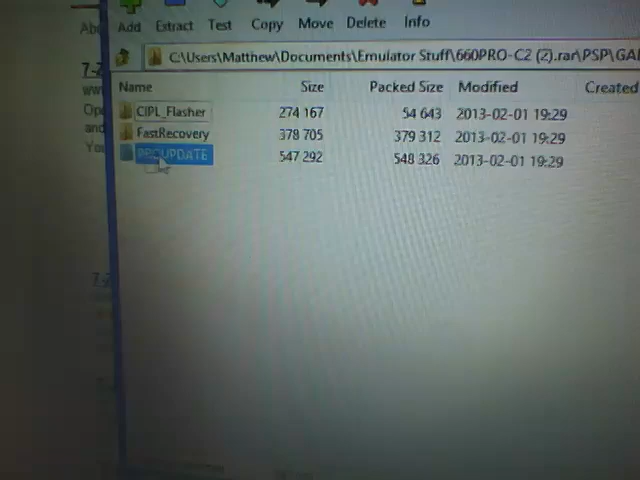 Add Extract Test Copy Move Delete Info
C:\Users\Matthew\Documents\Emulator Stuff\660PRO-C2 (2).rar\PSP\GA
Name Size Packed Size Modified Created
CIPL_Flasher 274 167 54 643 2013-02-01 19:29
FastRecovery 378 705 379 312 2013-02-01 19:29
PROUPDATE 547 292 548 326 2013-02-01 19:29